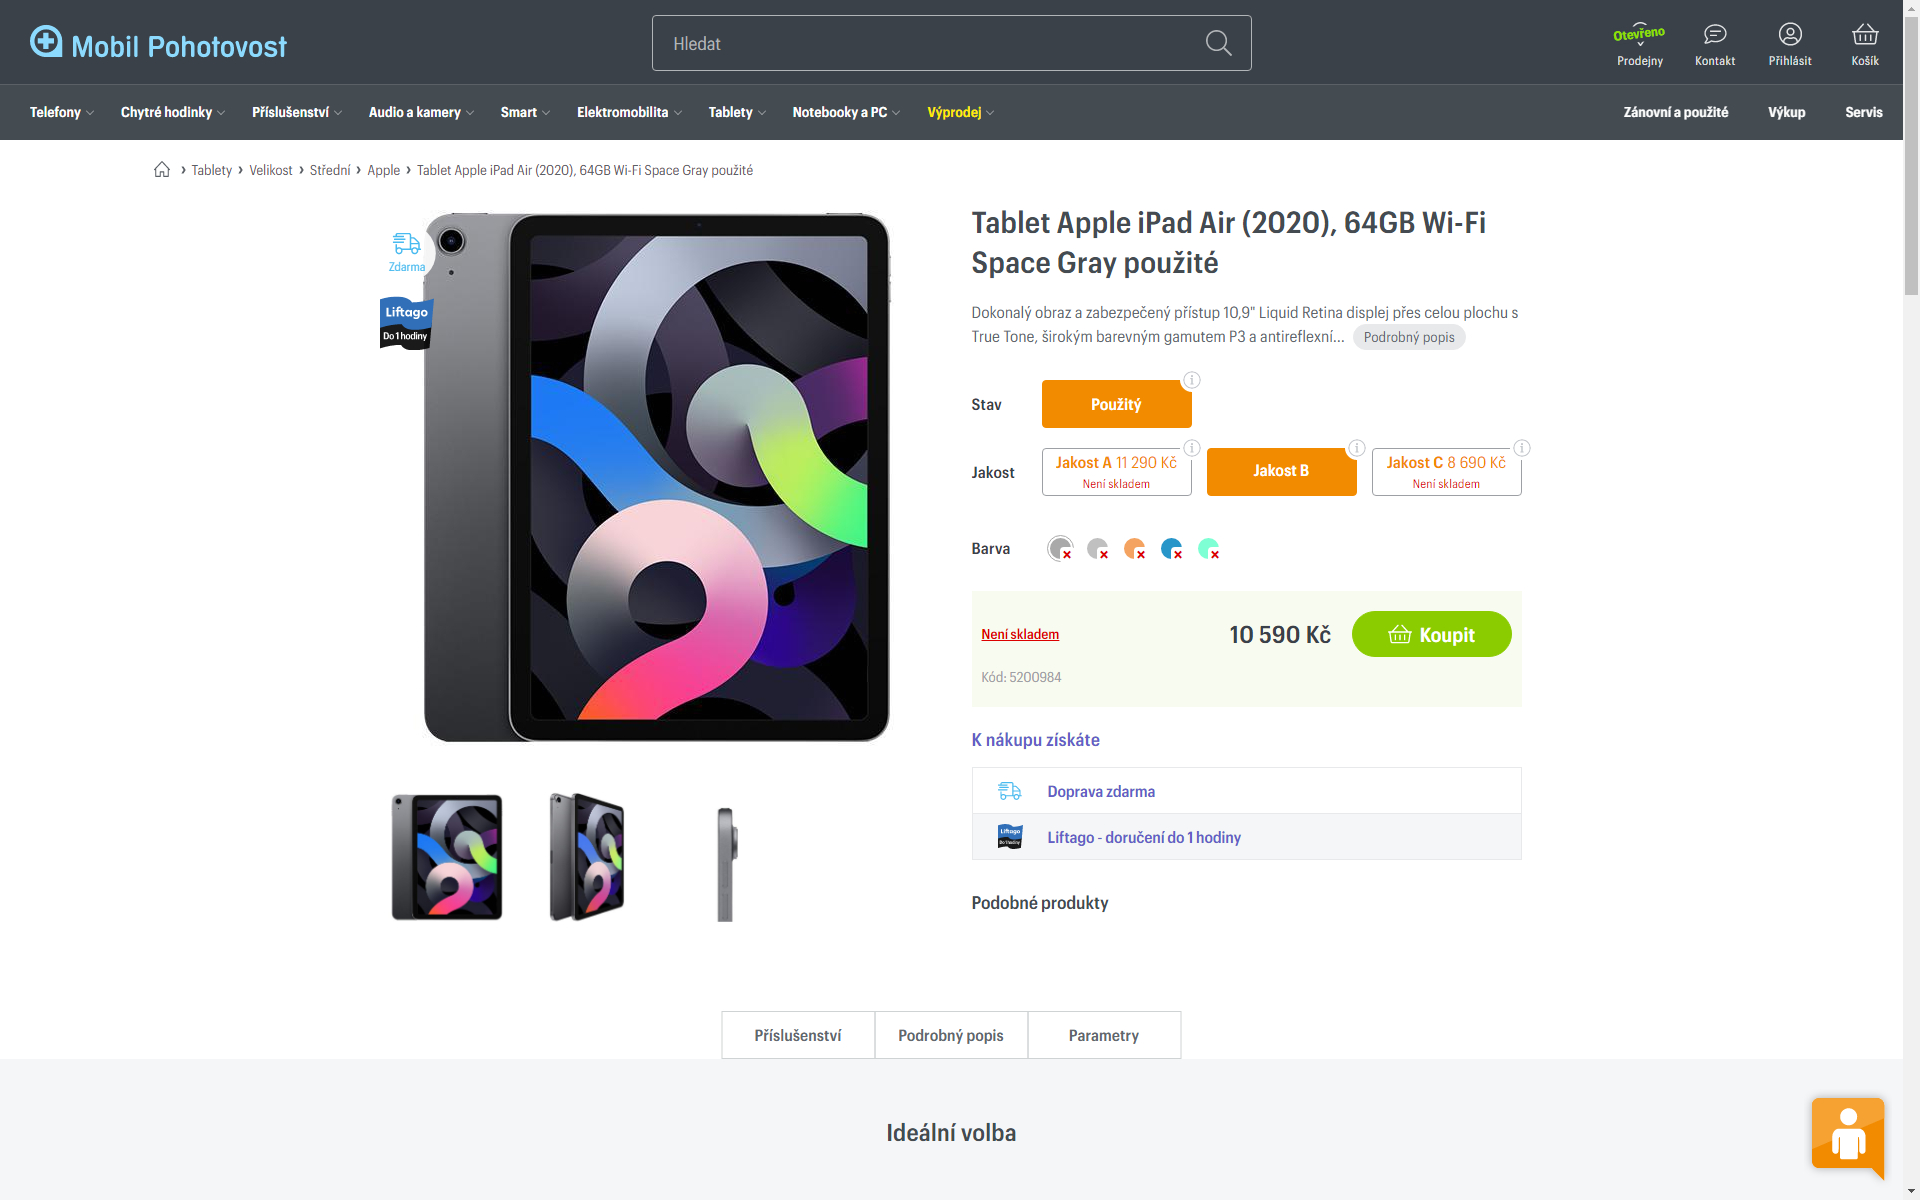 Mobil Pohotovost
Hledat
Otevřeno
Prodejny
Kontakt
Přihlásit
Košík
Telefony
Chytré hodinky
Příslušenství
Audio a kamery
Smart
Elektromobilita
Tablety
Notebooky a PC
Výprodej
Zánovní a použité
Výkup
Servis
› Tablety › Velikost › Střední › Apple › Tablet Apple iPad Air (2020), 64GB Wi-Fi Space Gray použité
Zdarma
Liftago
Do 1 hodiny
Tablet Apple iPad Air (2020), 64GB Wi-Fi
Space Gray použité
Dokonalý obraz a zabezpečený přístup 10,9" Liquid Retina displej přes celou plochu s
True Tone, širokým barevným gamutem P3 a antireflexní... Podrobný popis
Stav
Použitý
Jakost
Jakost A 11 290 Kč
Není skladem
Jakost B
Jakost C 8 690 Kč
Není skladem
Barva
Není skladem
10 590 Kč
Koupit
Kód: 5200984
K nákupu získáte
Doprava zdarma
Liftago
Do 1 hodiny
Liftago - doručení do 1 hodiny
Podobné produkty
Příslušenství
Podrobný popis
Parametry
Ideální volba